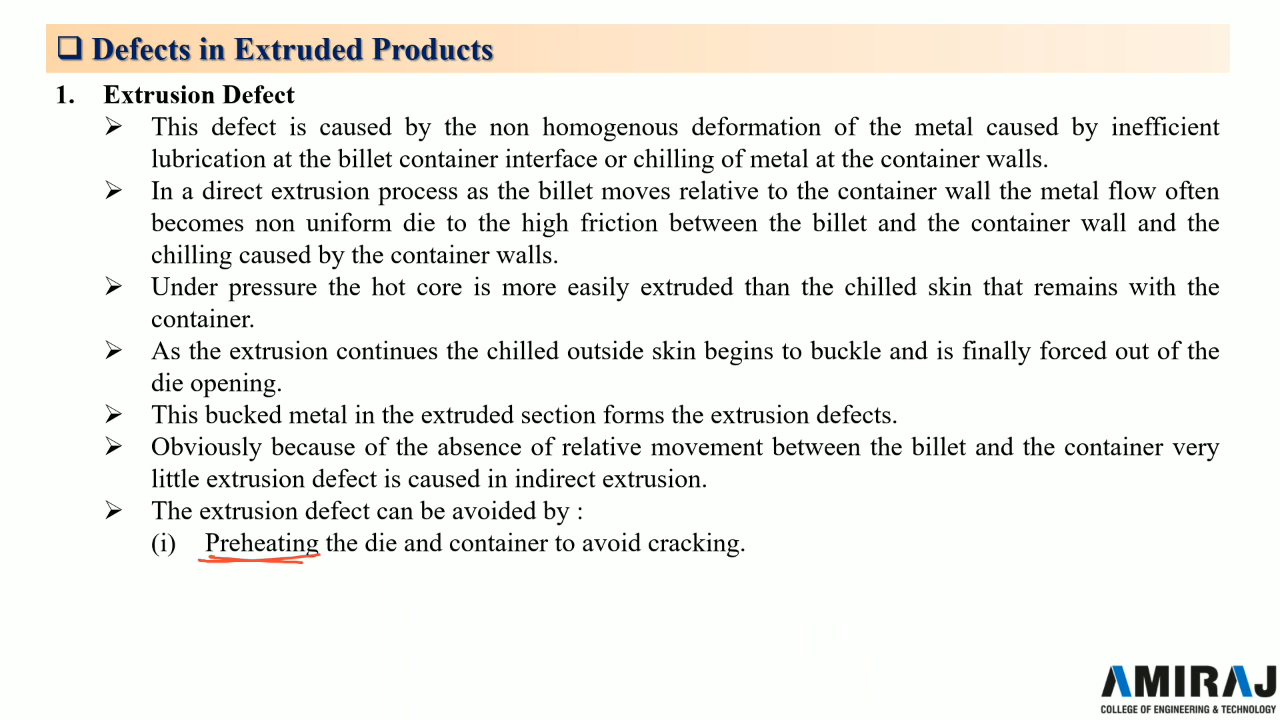 ❑ Defects in Extruded Products
1. Extrusion Defect
➢ This defect is caused by the non homogenous deformation of the metal caused by inefficient
lubrication at the billet container interface or chilling of metal at the container walls.
➢ In a direct extrusion process as the billet moves relative to the container wall the metal flow often
becomes non uniform die to the high friction between the billet and the container wall and the
chilling caused by the container walls.
➢ Under pressure the hot core is more easily extruded than the chilled skin that remains with the
container.
➢ As the extrusion continues the chilled outside skin begins to buckle and is finally forced out of the
die opening.
➢ This bucked metal in the extruded section forms the extrusion defects.
➢ Obviously because of the absence of relative movement between the billet and the container very
little extrusion defect is caused in indirect extrusion.
➢ The extrusion defect can be avoided by :
(i) Preheating the die and container to avoid cracking.
AMIRAJ
COLLEGE OF ENGINEERING & TECHNOLOGY